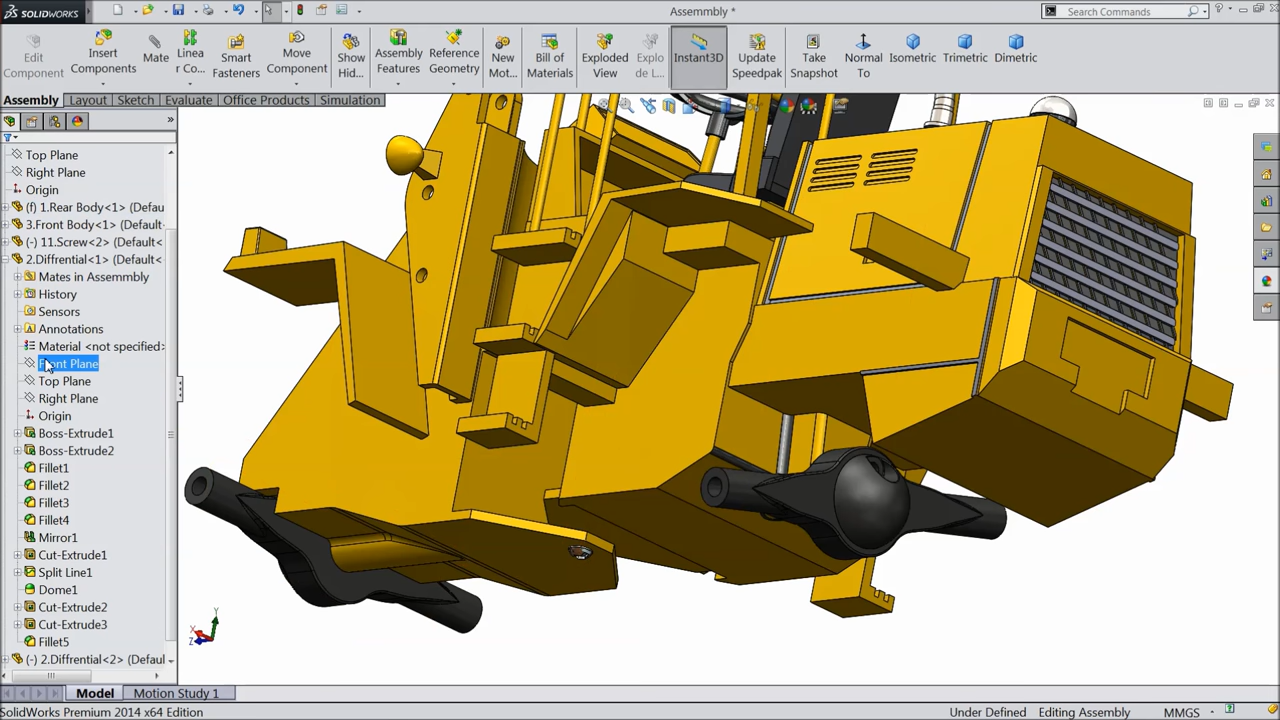 SOLIDWORKS
Assemmbly *
Search Commands
Edit Component
Insert Components
Mate
Linea r Co...
Smart Fasteners
Move Component
Show Hid...
Assembly Features
Reference Geometry
New Mot...
Bill of Materials
Exploded View
Explo de L...
Instant3D
Update Speedpak
Take Snapshot
Normal To
Isometric
Trimetric
Dimetric
Assembly
Layout
Sketch
Evaluate
Office Products
Simulation
Top Plane
Right Plane
Origin
(f) 1.Rear Body<1> (Defau
3.Front Body<1> (Default‹
(-) 11.Screw<2> (Default<
2.Diffrential<1> (Default<
Mates in Assemmbly
History
Sensors
Annotations
Material <not specified>
Front Plane
Top Plane
Right Plane
Origin
Boss-Extrude1
Boss-Extrude2
Fillet1
Fillet2
Fillet3
Fillet4
Mirror1
Cut-Extrude1
Split Line1
Dome1
Cut-Extrude2
Cut-Extrude3
Fillet5
(-) 2.Diffrential<2> (Defaul
Y
X
Z
Model
Motion Study 1
SolidWorks Premium 2014 x64 Edition
Under Defined
Editing Assembly
MMGS